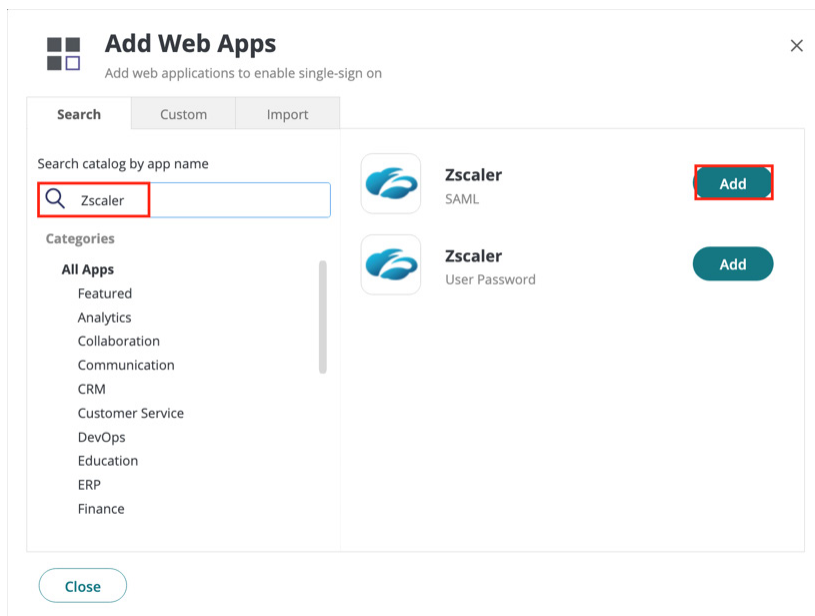 Add Web Apps
Add web applications to enable single-sign on
Search
Custom
Import
Search catalog by app name
Zscaler
Categories
All Apps
Featured
Analytics
Collaboration
Communication
CRM
Customer Service
DevOps
Education
ERP
Finance
Zscaler
SAML
Add
Zscaler
User Password
Add
Close